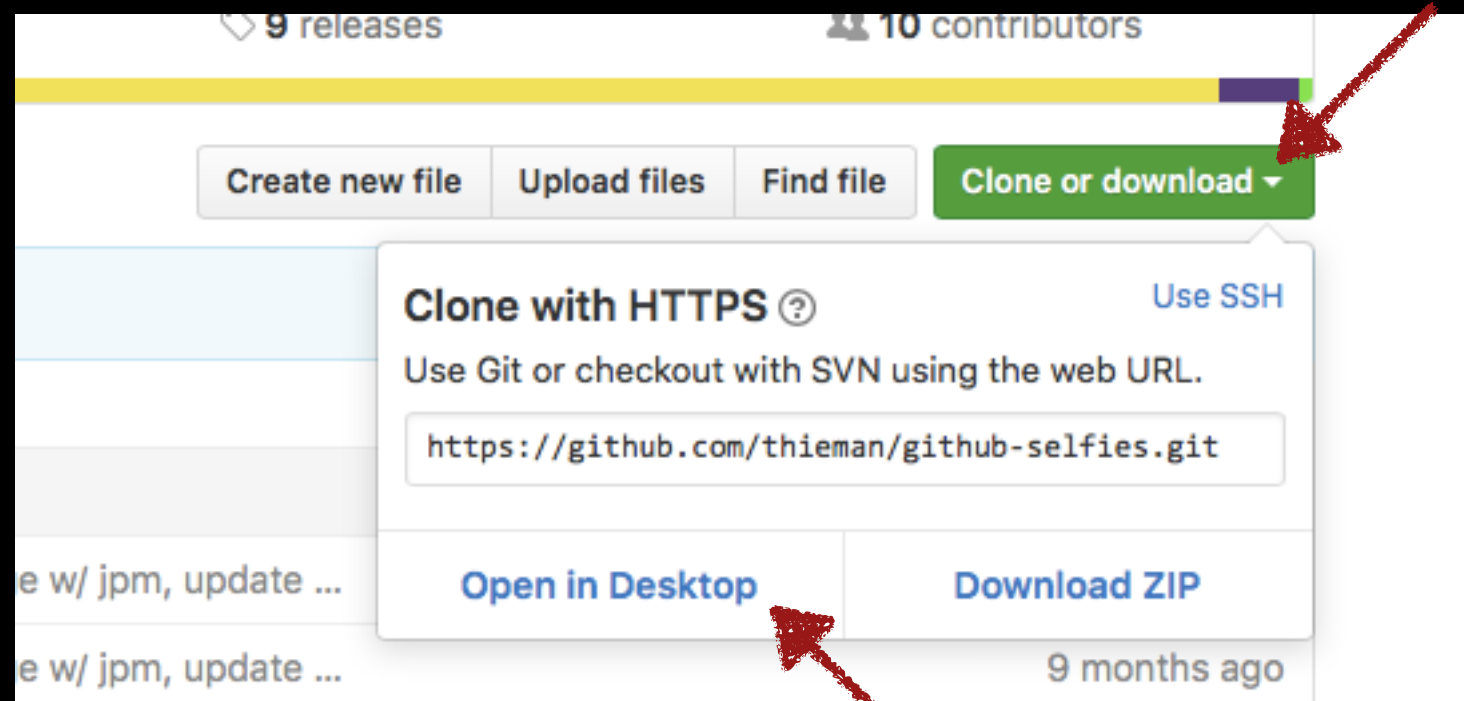 9 releases
10 contributors
Create new file
Upload files
Find file
Clone or download
Clone with HTTPS ?
Use SSH
Use Git or checkout with SVN using the web URL.
https://github.com/thieman/github-selfies.git
Open in Desktop
Download ZIP
e w/ jpm, update ...
e w/ jpm, update ...
9 months ago